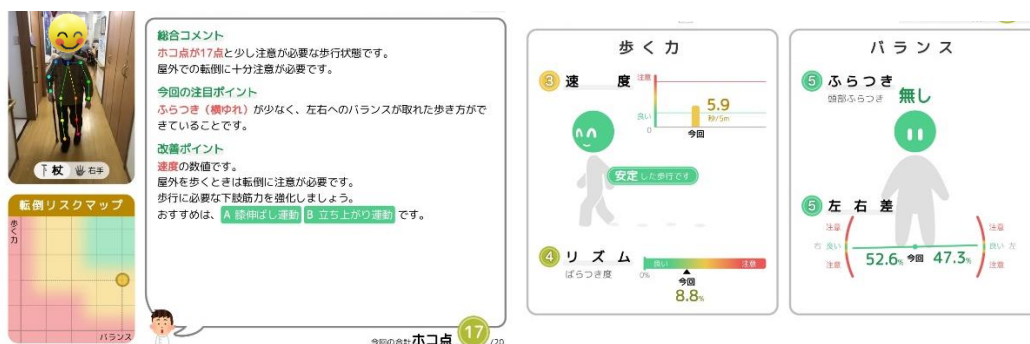 総合コメント
ホコ点が17点と少し注意が必要な歩行状態です。
屋外での転倒に十分注意が必要です。
今回の注目ポイント
ふらつき（横ゆれ）が少なく、左右へのバランスが取れた歩き方がで
きていることです。
改善ポイント
速度の数値です。
屋外を歩くときは転倒に注意が必要です。
歩行に必要な下肢筋力を強化しましょう。
おすすめは、 A 膝伸ばし運動 B 立ち上がり運動 です。
杖 右手
転倒リスクマップ
歩く力
バランス
今回の合計 ホコ点 17 /20
歩く力
3 速度
注意
良い
0
5.9
秒/5m
今回
安定した歩行です
4 リズム
ばらつき度
0%
良い 注意
今回
8.8%
バランス
5 ふらつき
頭部ふらつき 無し
5 左右差
注意 注意
右 良い 良い 左
52.6% 今回 47.3%
注意 注意